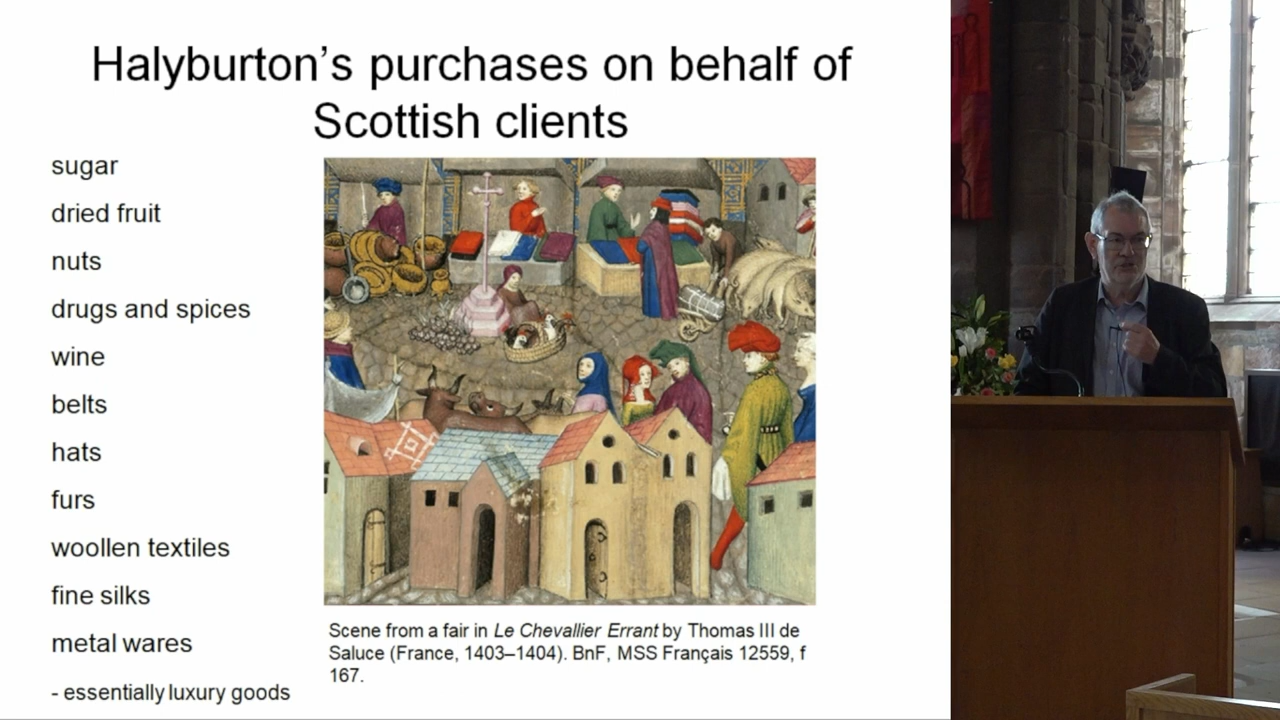 Halyburton's purchases on behalf of
Scottish clients
sugar
dried fruit
nuts
drugs and spices
wine
belts
hats
furs
woollen textiles
fine silks
metal wares
- essentially luxury goods
Scene from a fair in Le Chevallier Errant by Thomas III de
Saluce (France, 1403–1404). BnF, MSS Français 12559, f
167.